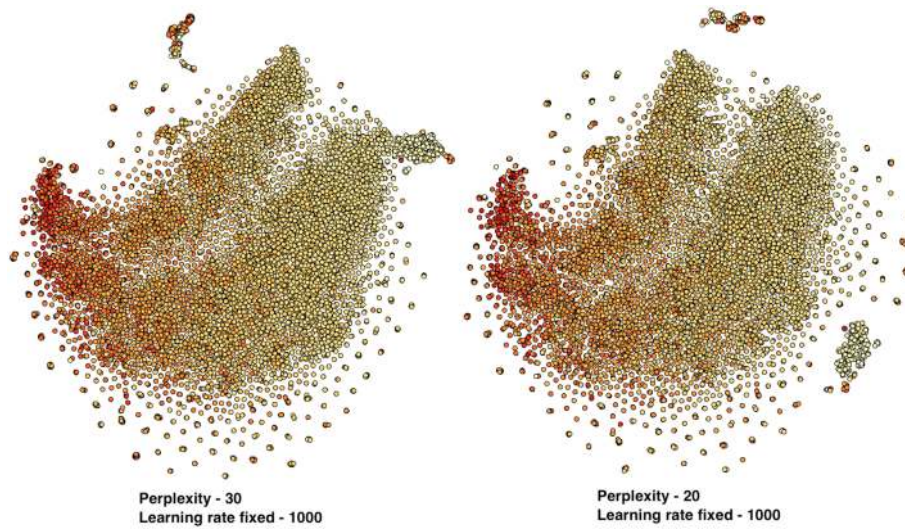 Perplexity - 30
Learning rate fixed - 1000
Perplexity - 20
Learning rate fixed - 1000